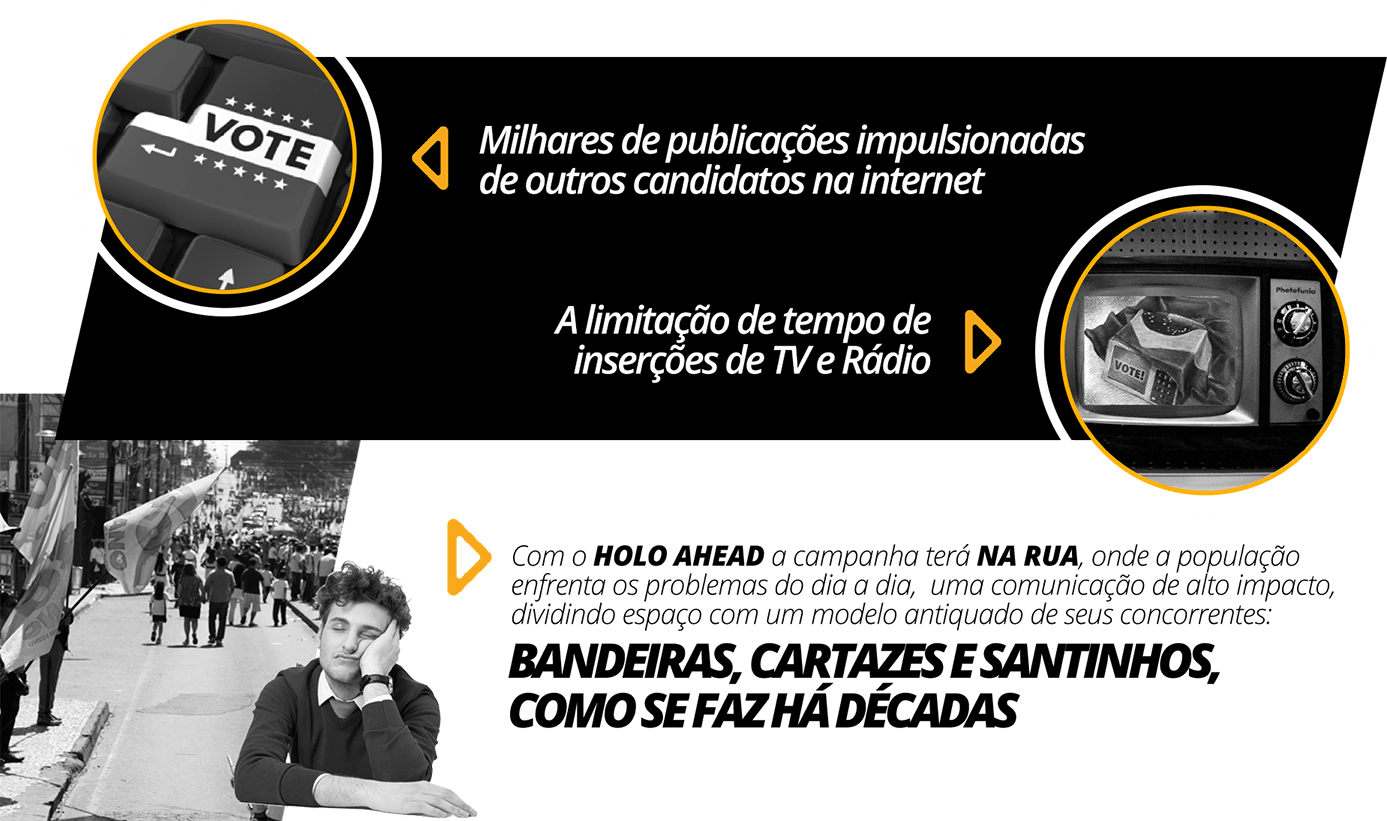 VOTE
Milhares de publicações impulsionadas
de outros candidatos na internet
Photofunia
VOTE!
A limitação de tempo de
inserções de TV e Rádio
Com o HOLO AHEAD a campanha terá NA RUA, onde a população
enfrenta os problemas do dia a dia, uma comunicação de alto impacto,
dividindo espaço com um modelo antiquado de seus concorrentes:
BANDEIRAS, CARTAZES E SANTINHOS,
COMO SE FAZ HÁ DÉCADAS